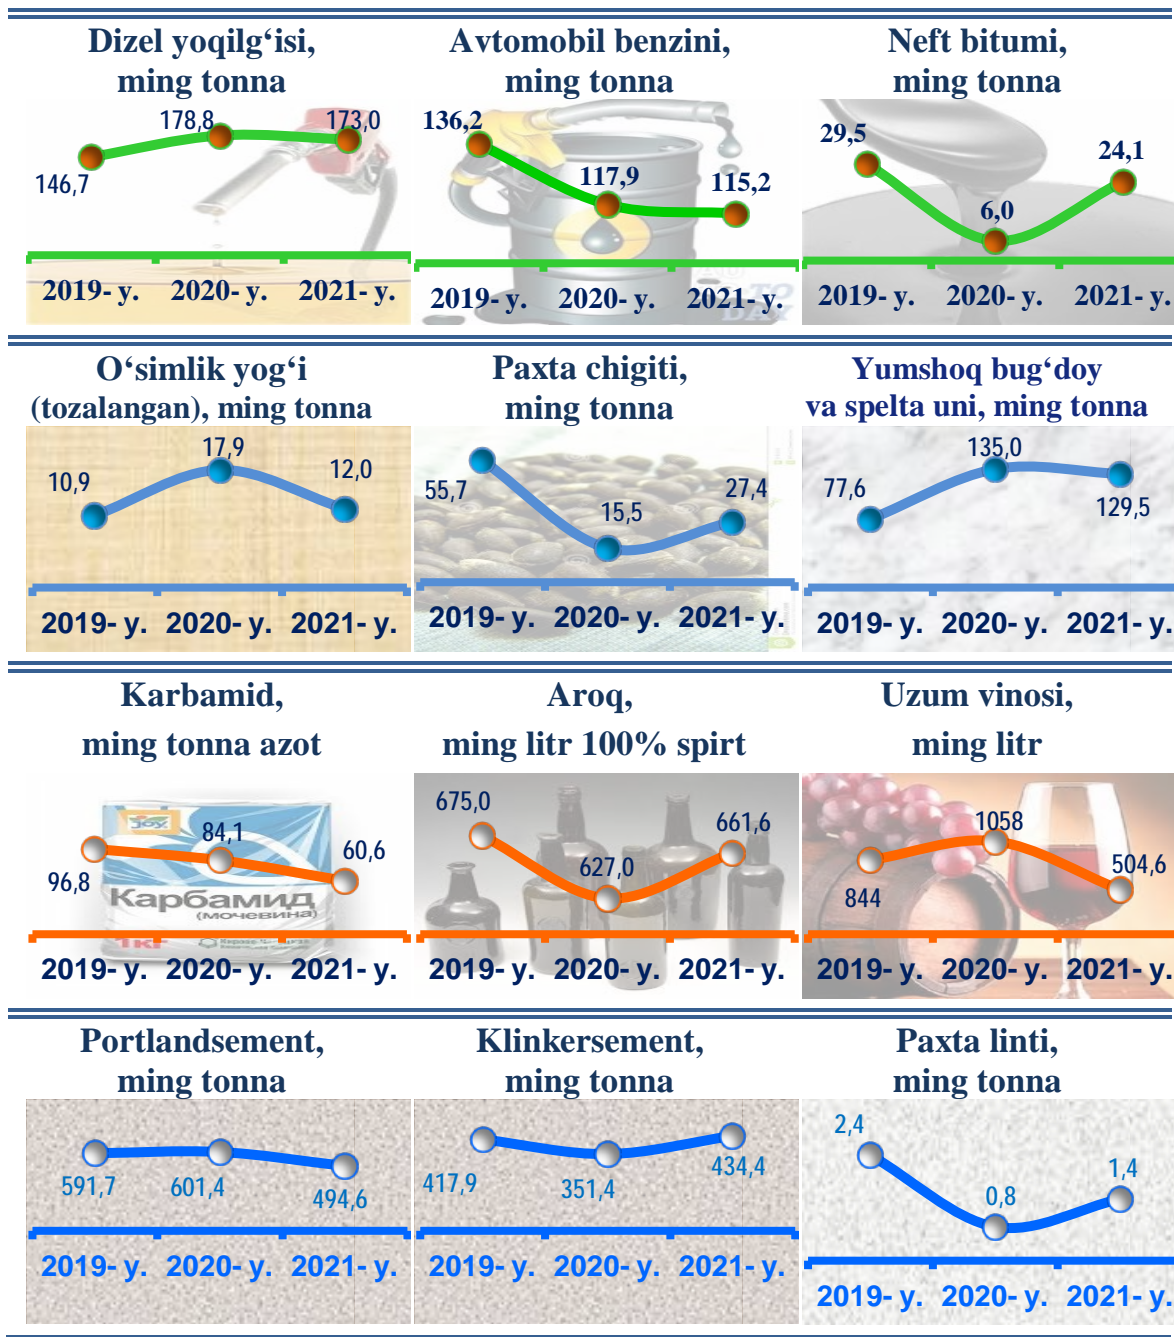 Dizel yoqilg‘isi,
ming tonna
178,8
173,0
146,7
2019- y. 2020- y. 2021- y.
Avtomobil benzini,
ming tonna
136,2
117,9
115,2
2019- y. 2020- y. 2021- y.
TO
DAY
Neft bitumi,
ming tonna
29,5
24,1
6,0
2019- y. 2020- y. 2021- y.
O‘simlik yog‘i
(tozalangan), ming tonna
17,9
10,9
12,0
2019- y. 2020- y. 2021- y.
Paxta chigiti,
ming tonna
55,7
15,5
27,4
2019- y. 2020- y. 2021- y.
Yumshoq bug‘doy
va spelta uni, ming tonna
135,0
77,6
129,5
2019- y. 2020- y. 2021- y.
Karbamid,
ming tonna azot
JOY
84,1
60,6
96,8
Карбамид
(мочевина)
1кг
2019- y. 2020- y. 2021- y.
Aroq,
ming litr 100% spirt
675,0
661,6
627,0
2019- y. 2020- y. 2021- y.
Uzum vinosi,
ming litr
1058
504,6
844
2019- y. 2020- y. 2021- y.
Portlandsement,
ming tonna
591,7
601,4
494,6
2019- y. 2020- y. 2021- y.
Klinkersement,
ming tonna
417,9
351,4
434,4
2019- y. 2020- y. 2021- y.
Paxta linti,
ming tonna
2,4
0,8
1,4
2019- y. 2020- y. 2021- y.